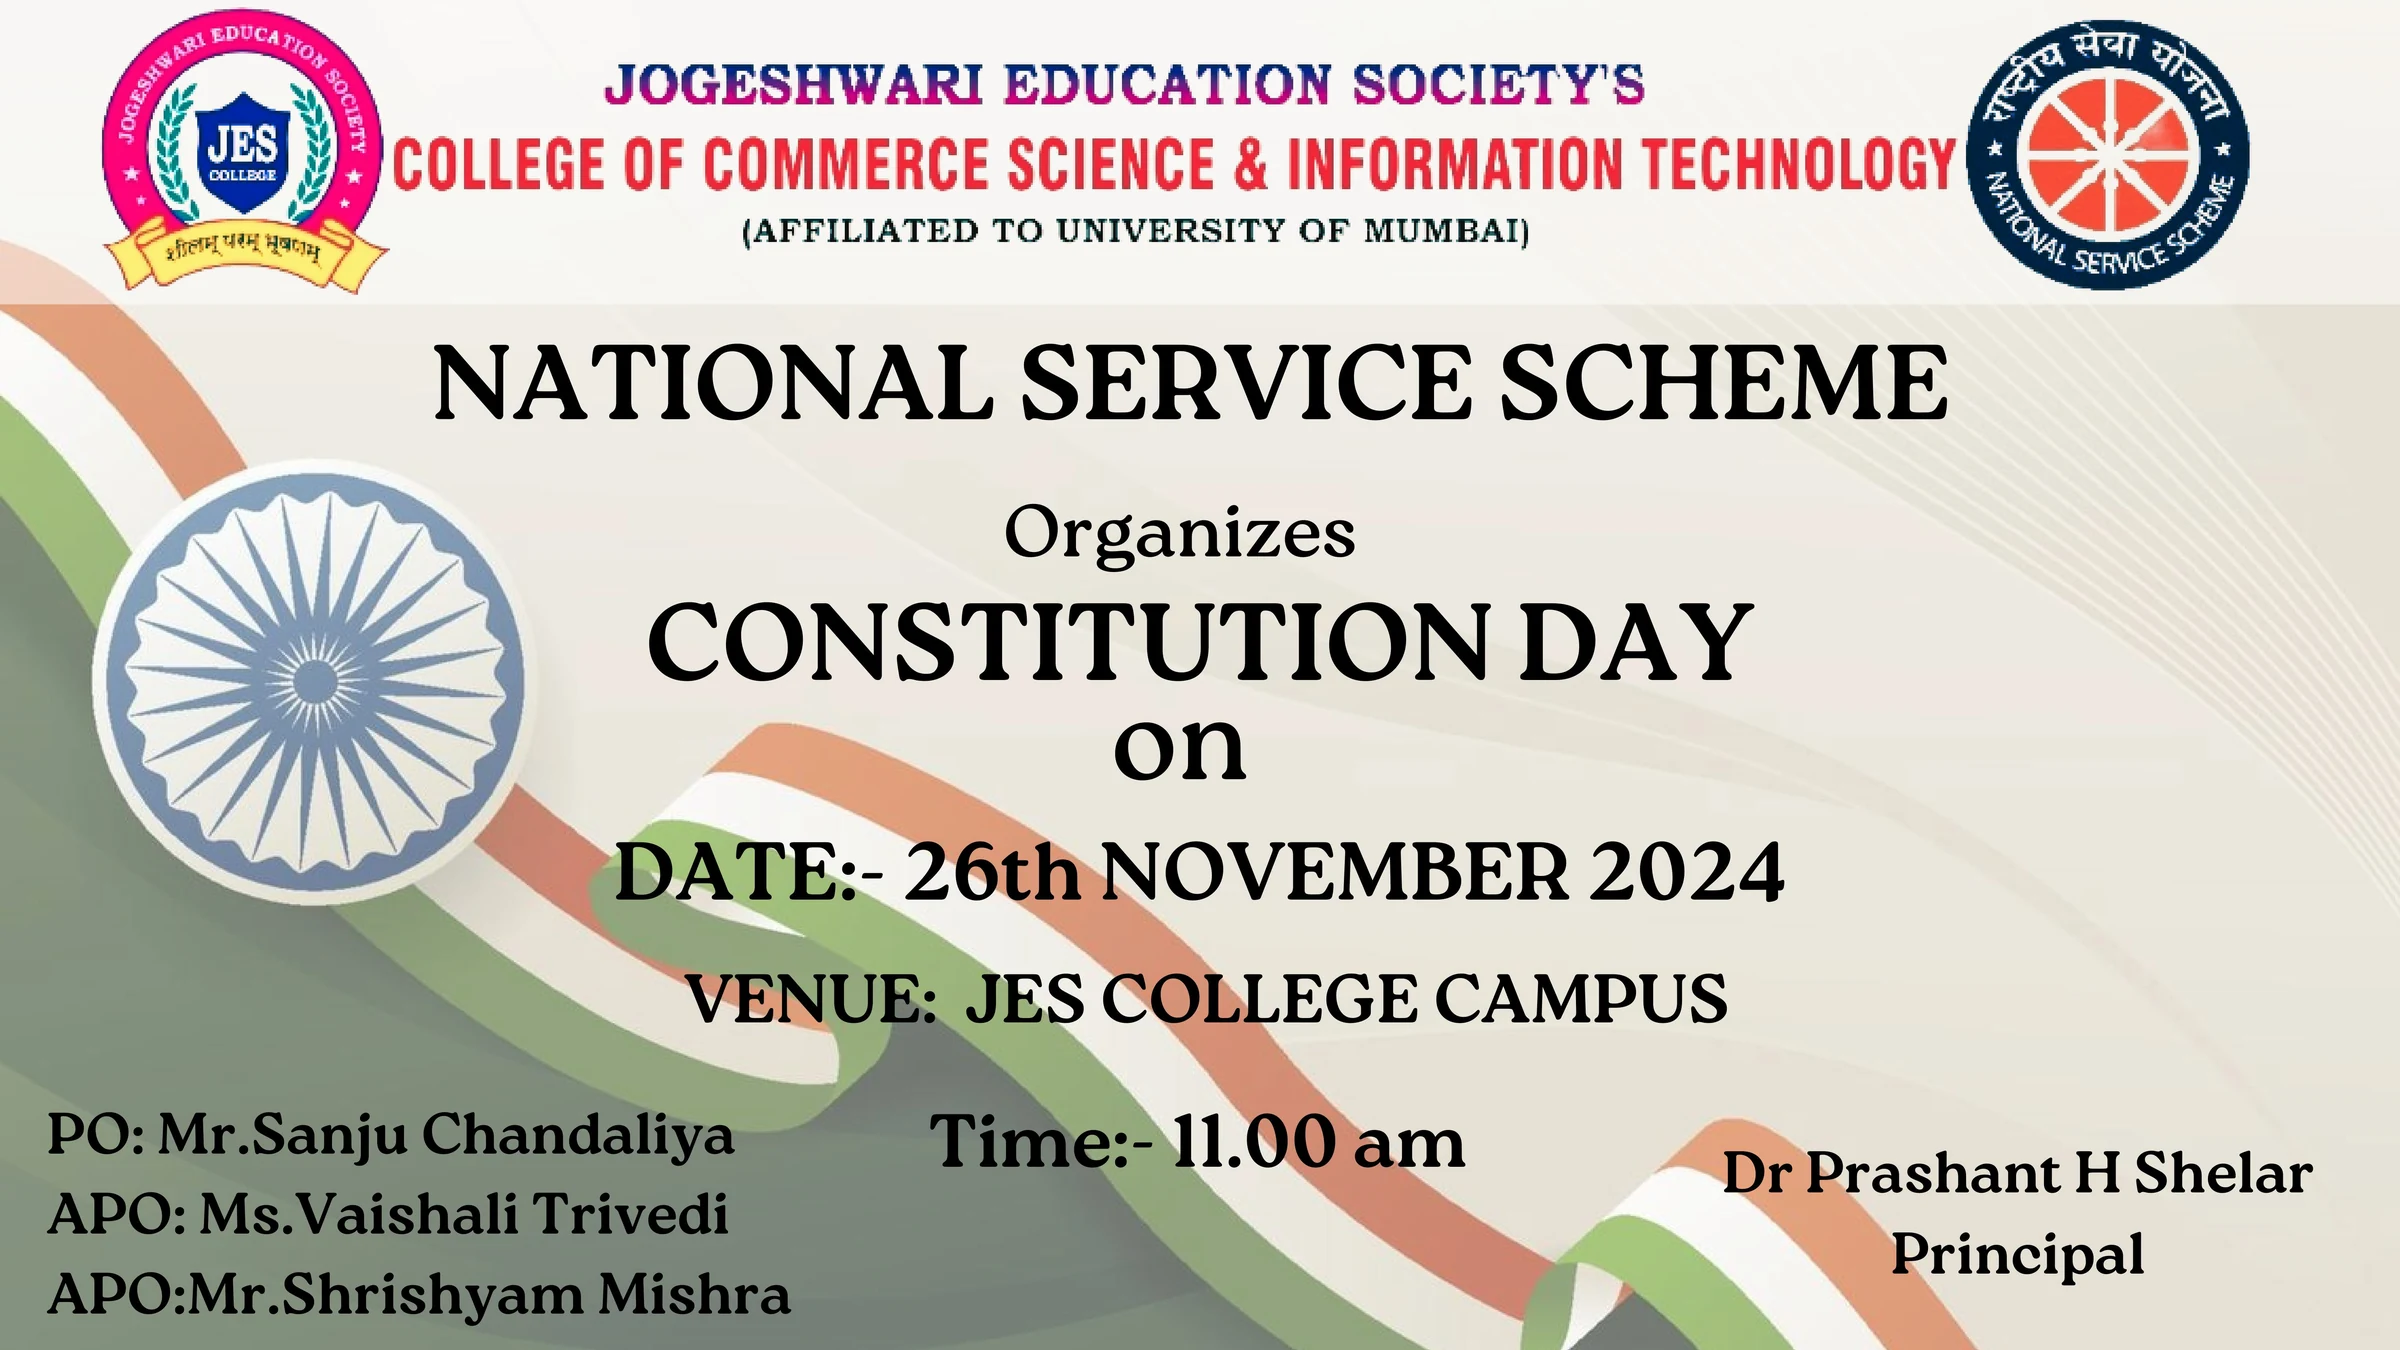 JOGESHWARI EDUCATION SOCIETY
JES
COLLEGE
शीलम् परम् भूषणम्
JOGESHWARI EDUCATION SOCIETY'S
COLLEGE OF COMMERCE SCIENCE & INFORMATION TECHNOLOGY
(AFFILIATED TO UNIVERSITY OF MUMBAI)
राष्ट्रीय सेवा योजना
NATIONAL SERVICE SCHEME
NATIONAL SERVICE SCHEME
Organizes
CONSTITUTION DAY
on
DATE:- 26th NOVEMBER 2024
VENUE: JES COLLEGE CAMPUS
Time:- 11.00 am
PO: Mr.Sanju Chandaliya
APO: Ms.Vaishali Trivedi
APO:Mr.Shrishyam Mishra
Dr Prashant H Shelar
Principal